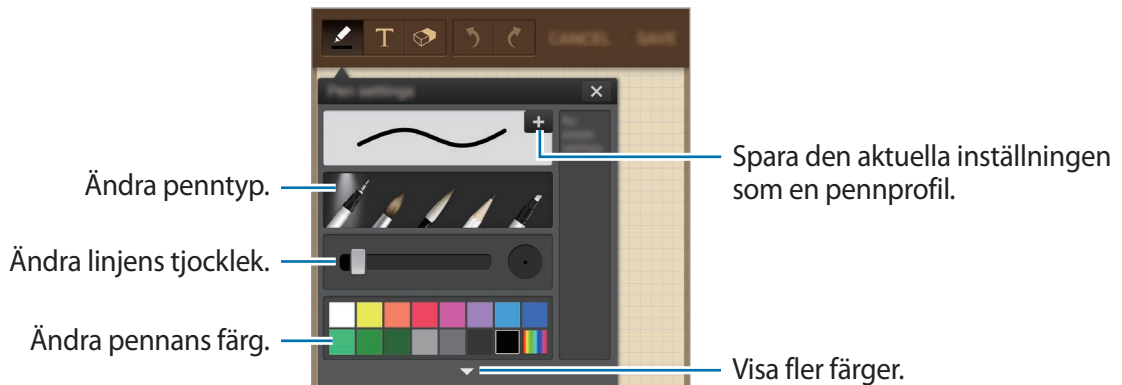 T
CANCEL SAVE
Pen settings
Spara den aktuella inställningen
som en pennprofil.
Ändra penntyp.
Ändra linjens tjocklek.
Ändra pennans färg.
Visa fler färger.